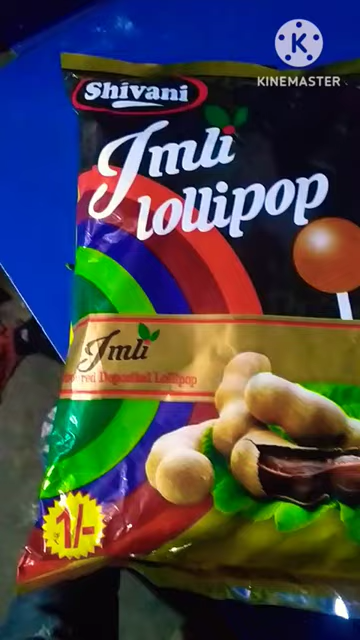 KINEMASTER
Shivani
Imli
lollipop
Imli
red Deposited Lollipop
₹ 1/-